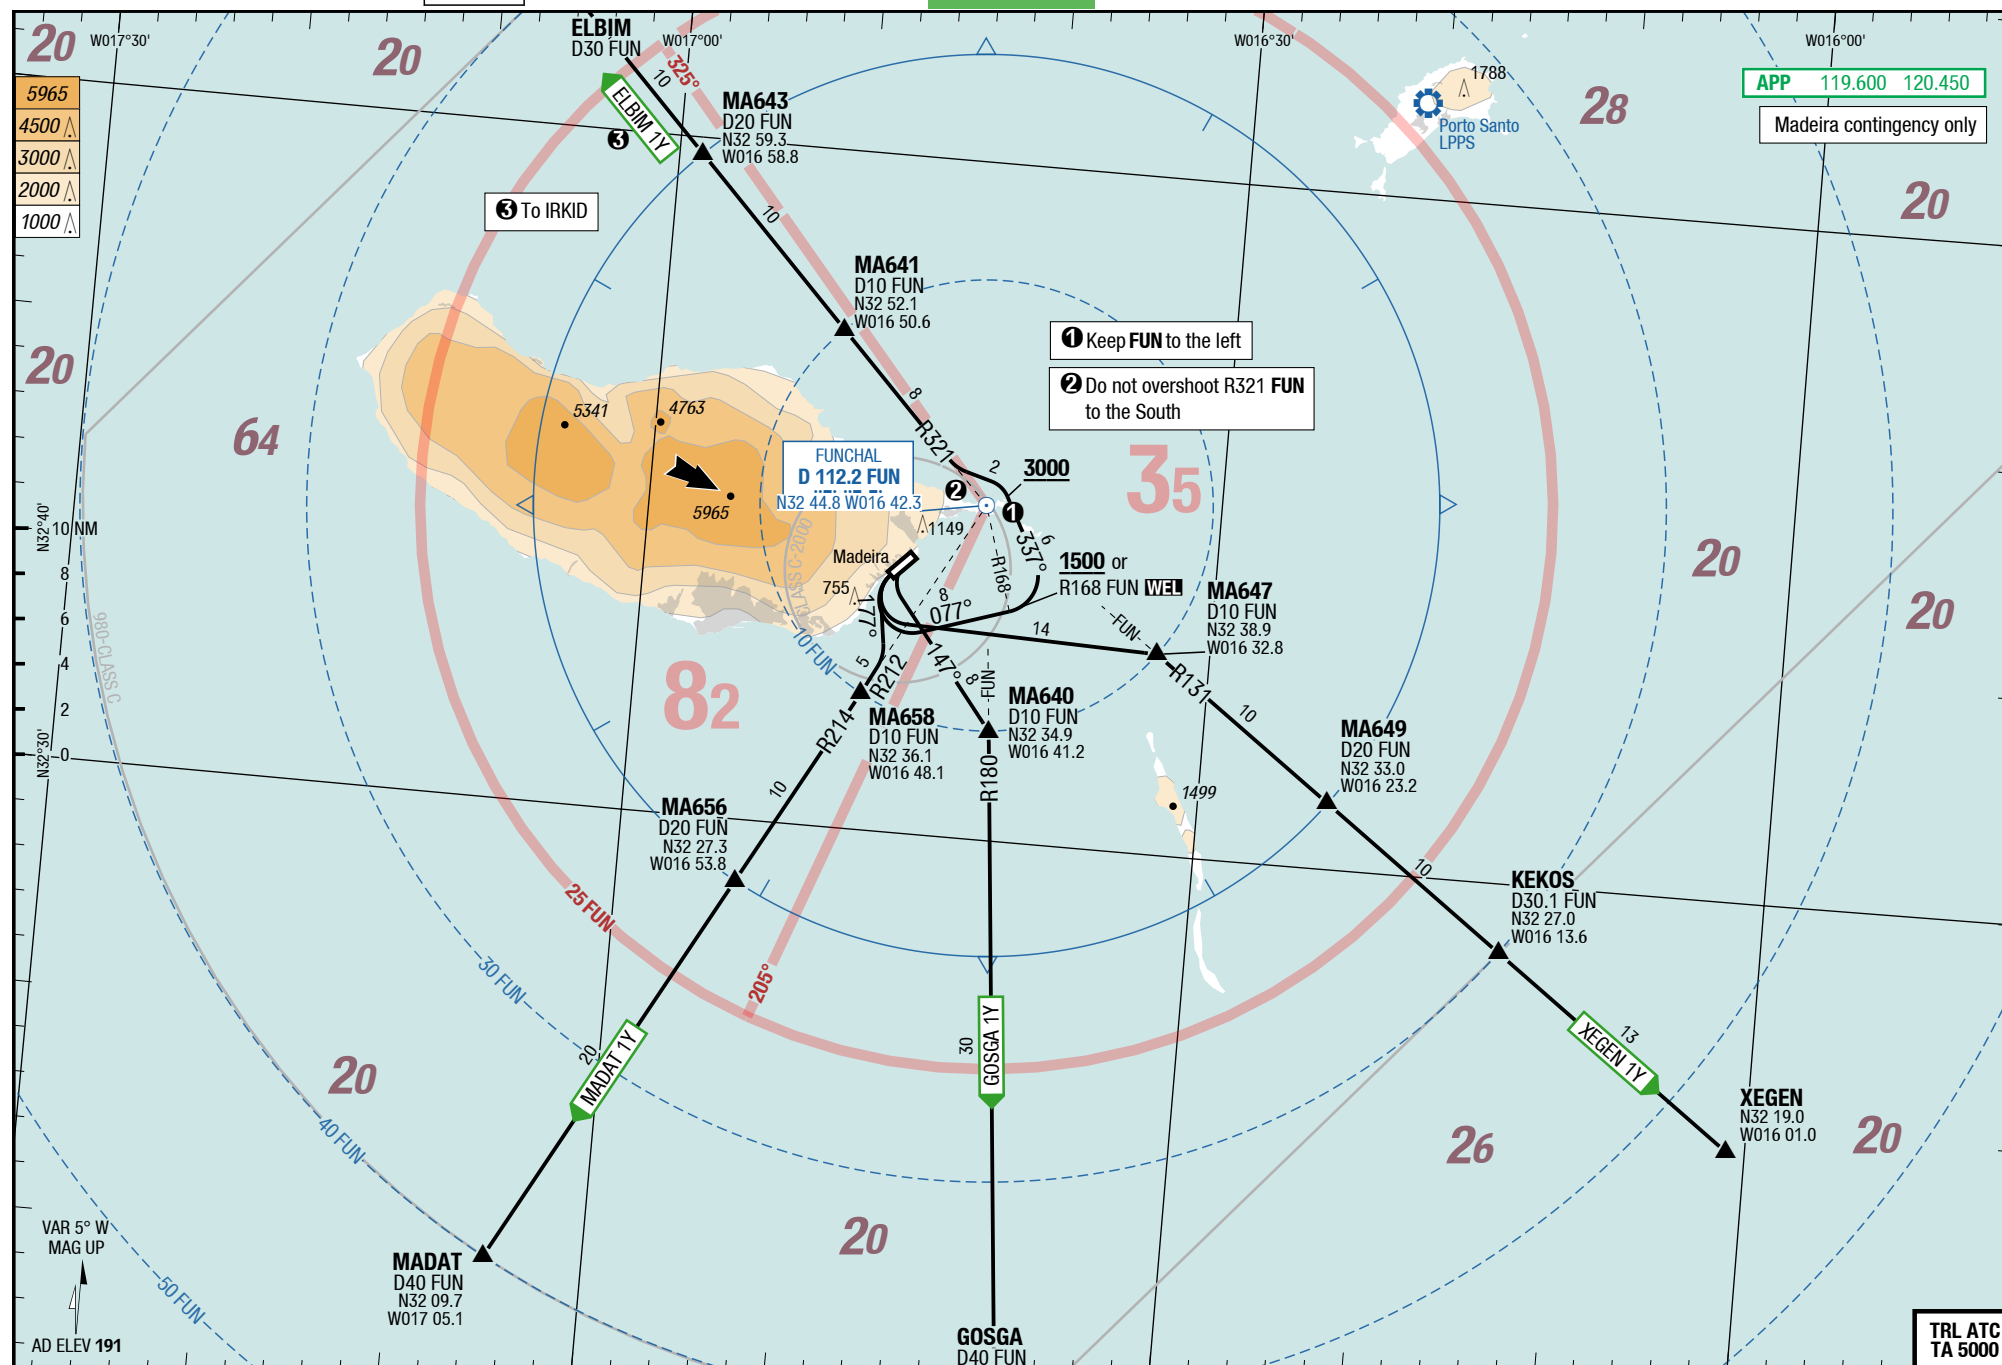 ELBIM
D30 FUN
W017°30'
W017°00'
W016°30'
W016°00'
20
20
28
20
20
64
20
20
20
20
26
20
35
82
5965
4500
3000
2000
1000
APP 119.600 120.450
Madeira contingency only
1788
Porto Santo
LPPS
10
325°
ELBIM 1Y
3
MA643
D20 FUN
N32 59.3
W016 58.8
3 To IRKID
10
MA641
D10 FUN
N32 52.1
W016 50.6
1 Keep FUN to the left
2 Do not overshoot R321 FUN
to the South
8
R321
2
3000
5341
4763
5965
FUNCHAL
D 112.2 FUN
N32 44.8 W016 42.3
2
1
1149
Madeira
755
CLASS C-2000
980-CLASS C
6
337°
R168
1500 or
R168 FUN WEL
8
077°
177°
14
FUN
MA647
D10 FUN
N32 38.9
W016 32.8
R131
10
5
R212
147°
8
FUN
10 FUN
MA640
D10 FUN
N32 34.9
W016 41.2
R180
MA658
D10 FUN
N32 36.1
W016 48.1
R214
10
MA649
D20 FUN
N32 33.0
W016 23.2
1499
10
MA656
D20 FUN
N32 27.3
W016 53.8
KEKOS
D30.1 FUN
N32 27.0
W016 13.6
25 FUN
30 FUN
205°
20
MADAT 1Y
30
GOSGA 1Y
13
XEGEN 1Y
XEGEN
N32 19.0
W016 01.0
40 FUN
50 FUN
MADAT
D40 FUN
N32 09.7
W017 05.1
GOSGA
D40 FUN
N32°40'
10 NM
8
6
4
2
0
N32°30'
VAR 5° W
MAG UP
AD ELEV 191
TRL ATC
TA 5000